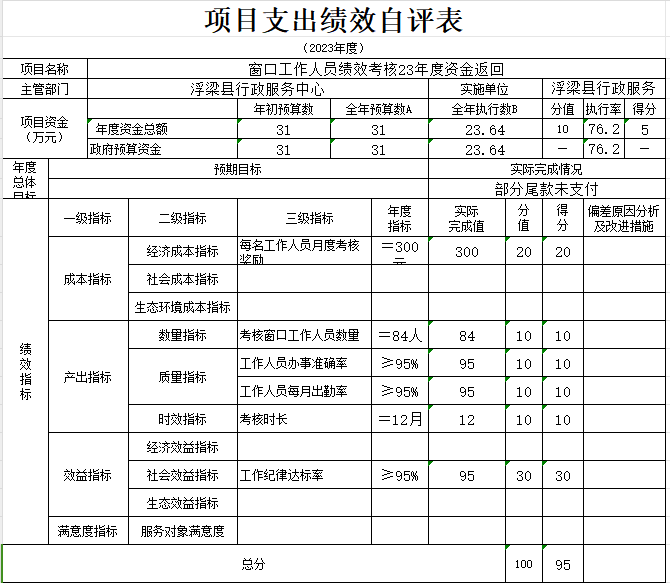 项目支出绩效自评表
（2023年度）
项目名称 窗口工作人员绩效考核23年度资金返回
主管部门 浮梁县行政服务中心 实施单位 浮梁县行政服务
项目资金（万元） 年初预算数 全年预算数A 全年执行数B 分值 执行率 得分
年度资金总额 31 31 23.64 10 76.2 5
政府预算资金 31 31 23.64 － 76.2 －
年度总体目标 预期目标 实际完成情况
部分尾款未支付
绩效指标 一级指标 二级指标 三级指标 年度指标 实际完成值 分值 得分 偏差原因分析及改进措施
成本指标 经济成本指标 每名工作人员月度考核奖励 ＝300元 300 20 20
社会成本指标
生态环境成本指标
产出指标 数量指标 考核窗口工作人员数量 ＝84人 84 10 10
质量指标 工作人员办事准确率 ≥95% 95 10 10
工作人员每月出勤率 ≥95% 95 10 10
时效指标 考核时长 ＝12月 12 10 10
效益指标 经济效益指标
社会效益指标 工作纪律达标率 ≥95% 95 30 30
生态效益指标
满意度指标 服务对象满意度
总分 100 95